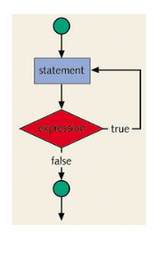 statement
expression
true
false